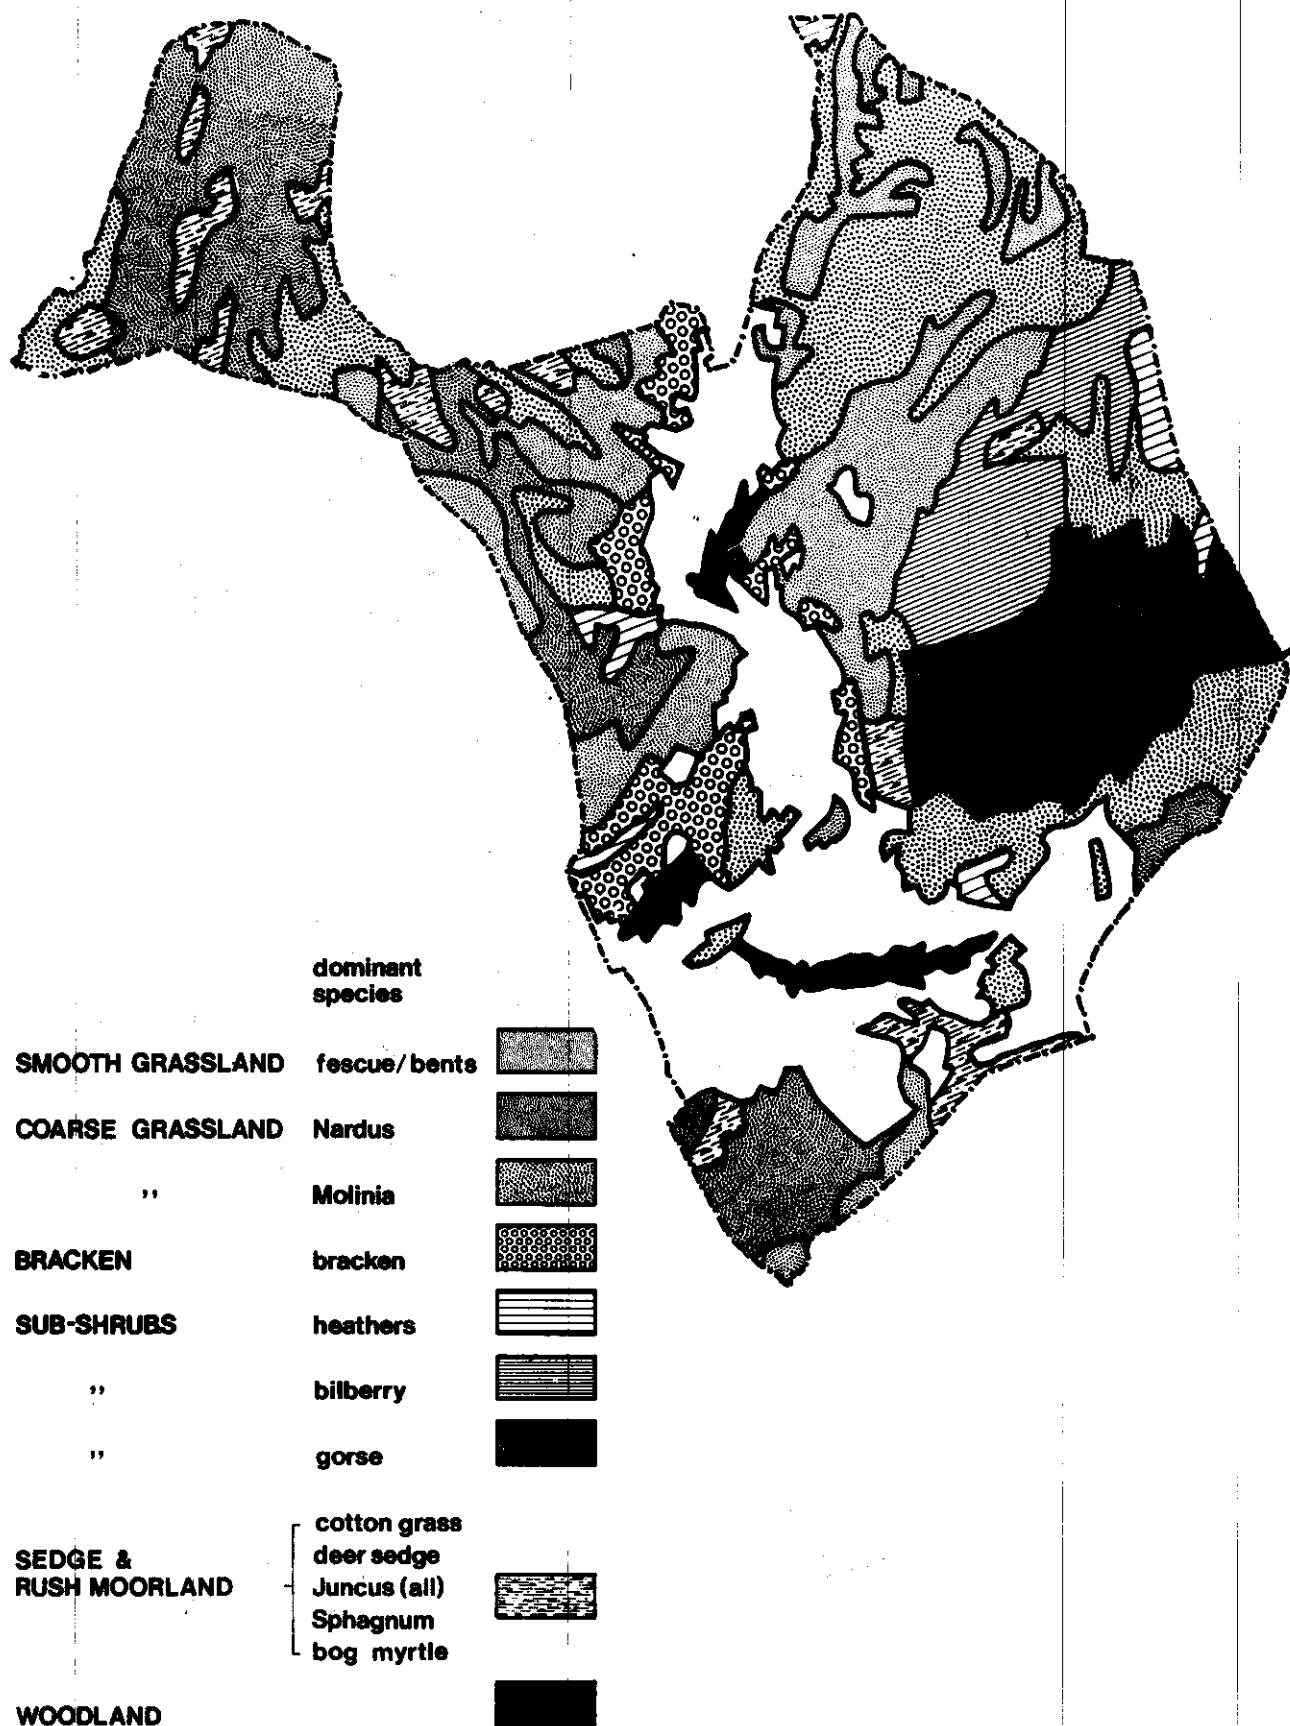 dominant
species
SMOOTH GRASSLAND fescue/bents
COARSE GRASSLAND Nardus
,, Molinia
BRACKEN bracken
SUB-SHRUBS heathers
,, bilberry
,, gorse
cotton grass
SEDGE & deer sedge
RUSH MOORLAND Juncus (all)
Sphagnum
bog myrtle
WOODLAND